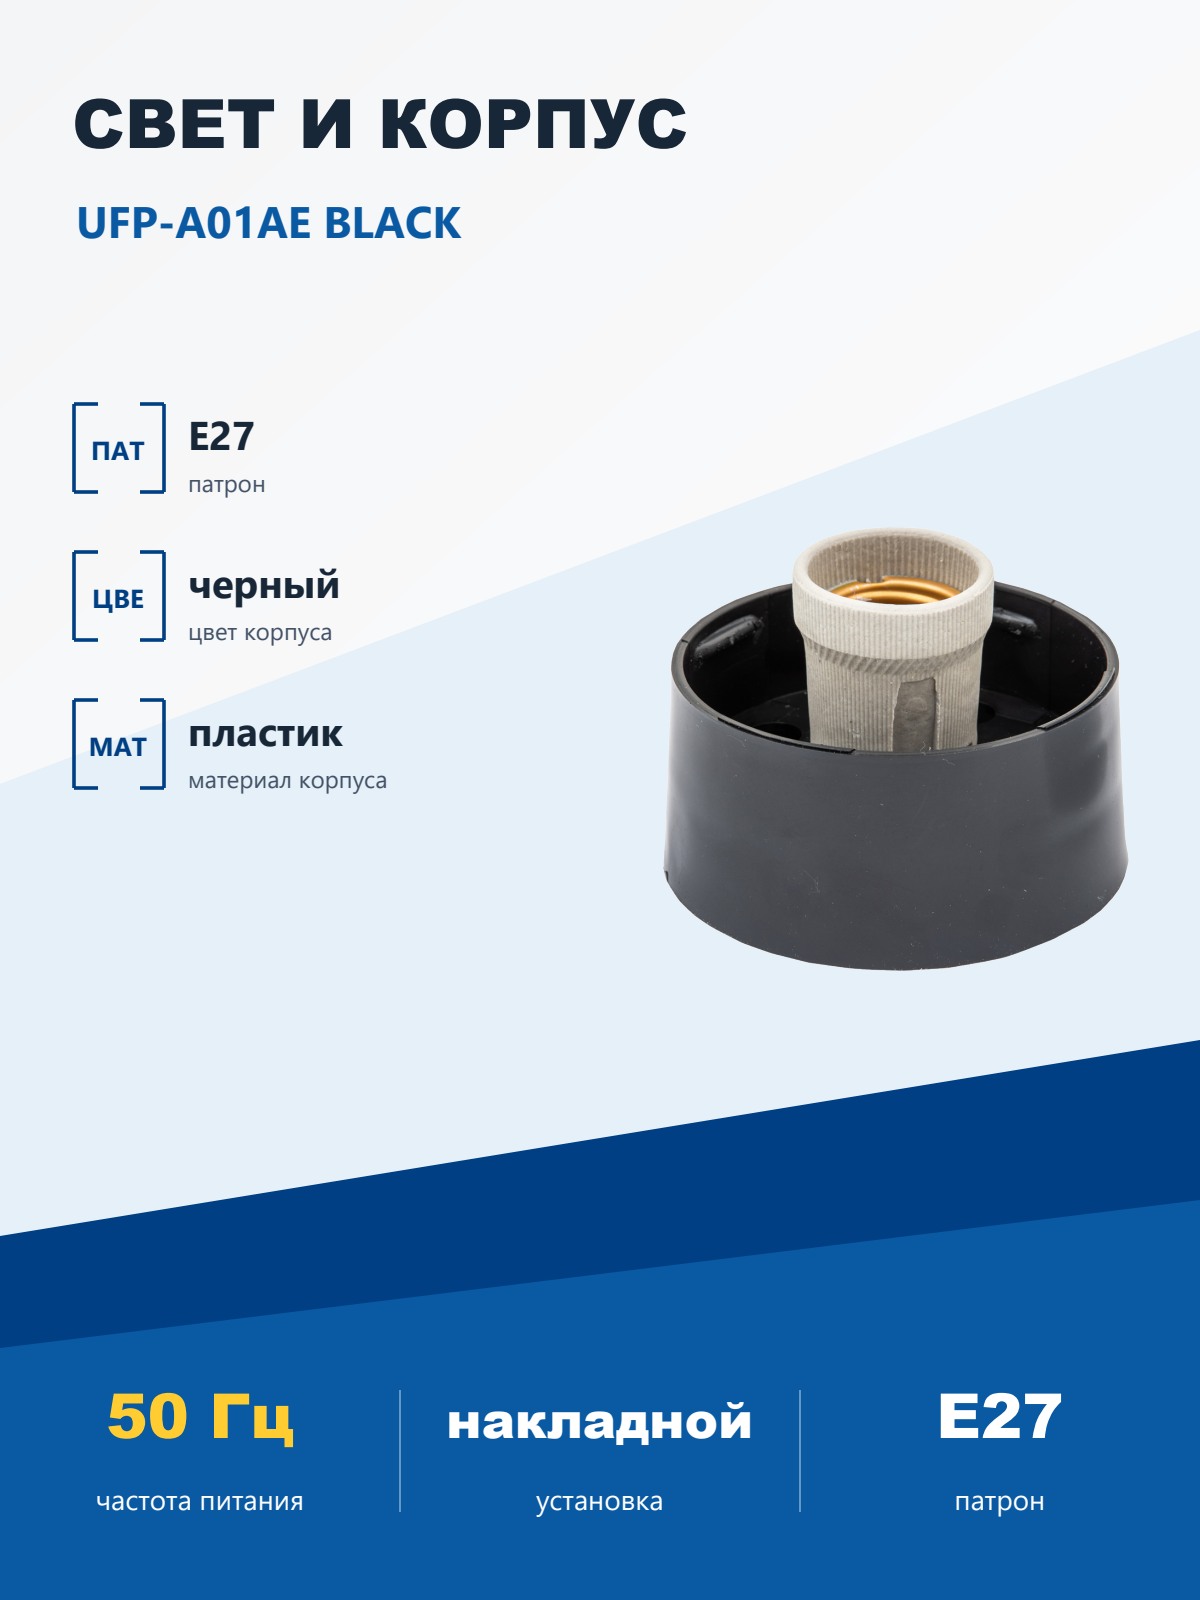 СВЕТ И КОРПУС
UFP-A01AE BLACK
ПАТ
E27
патрон
ЦВЕ
черный
цвет корпуса
МАТ
пластик
материал корпуса
50 Гц
накладной
E27
частота питания
установка
патрон